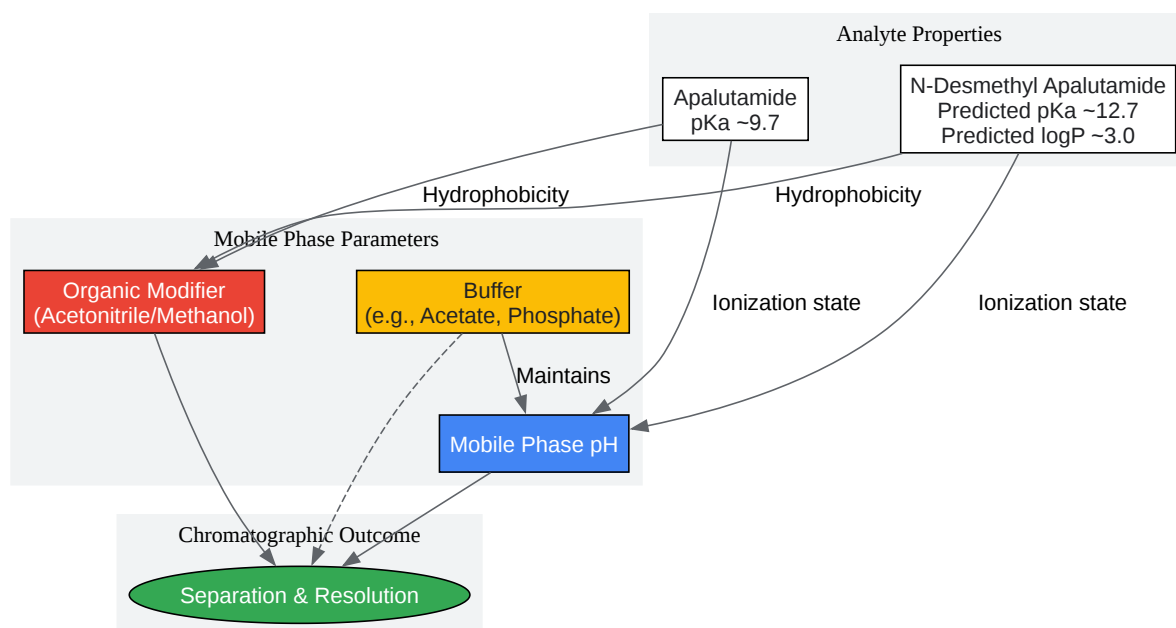 Analyte Properties
Apalutamide
pKa ~9.7
N-Desmethyl Apalutamide
Predicted pKa ~12.7
Predicted logP ~3.0
Hydrophobicity
Hydrophobicity
Mobile Phase Parameters
Organic Modifier
(Acetonitrile/Methanol)
Buffer
(e.g., Acetate, Phosphate)
Ionization state
Ionization state
Maintains
Mobile Phase pH
Chromatographic Outcome
Separation & Resolution